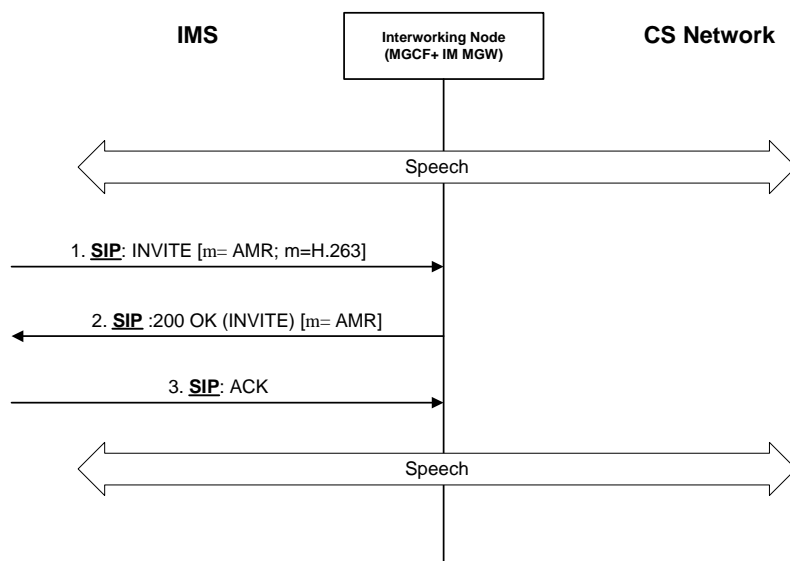 IMS
Interworking Node
(MGCF+ IM MGW)
CS Network
Speech
1. SIP: INVITE [m= AMR; m=H.263]
2. SIP :200 OK (INVITE) [m= AMR]
3. SIP: ACK
Speech